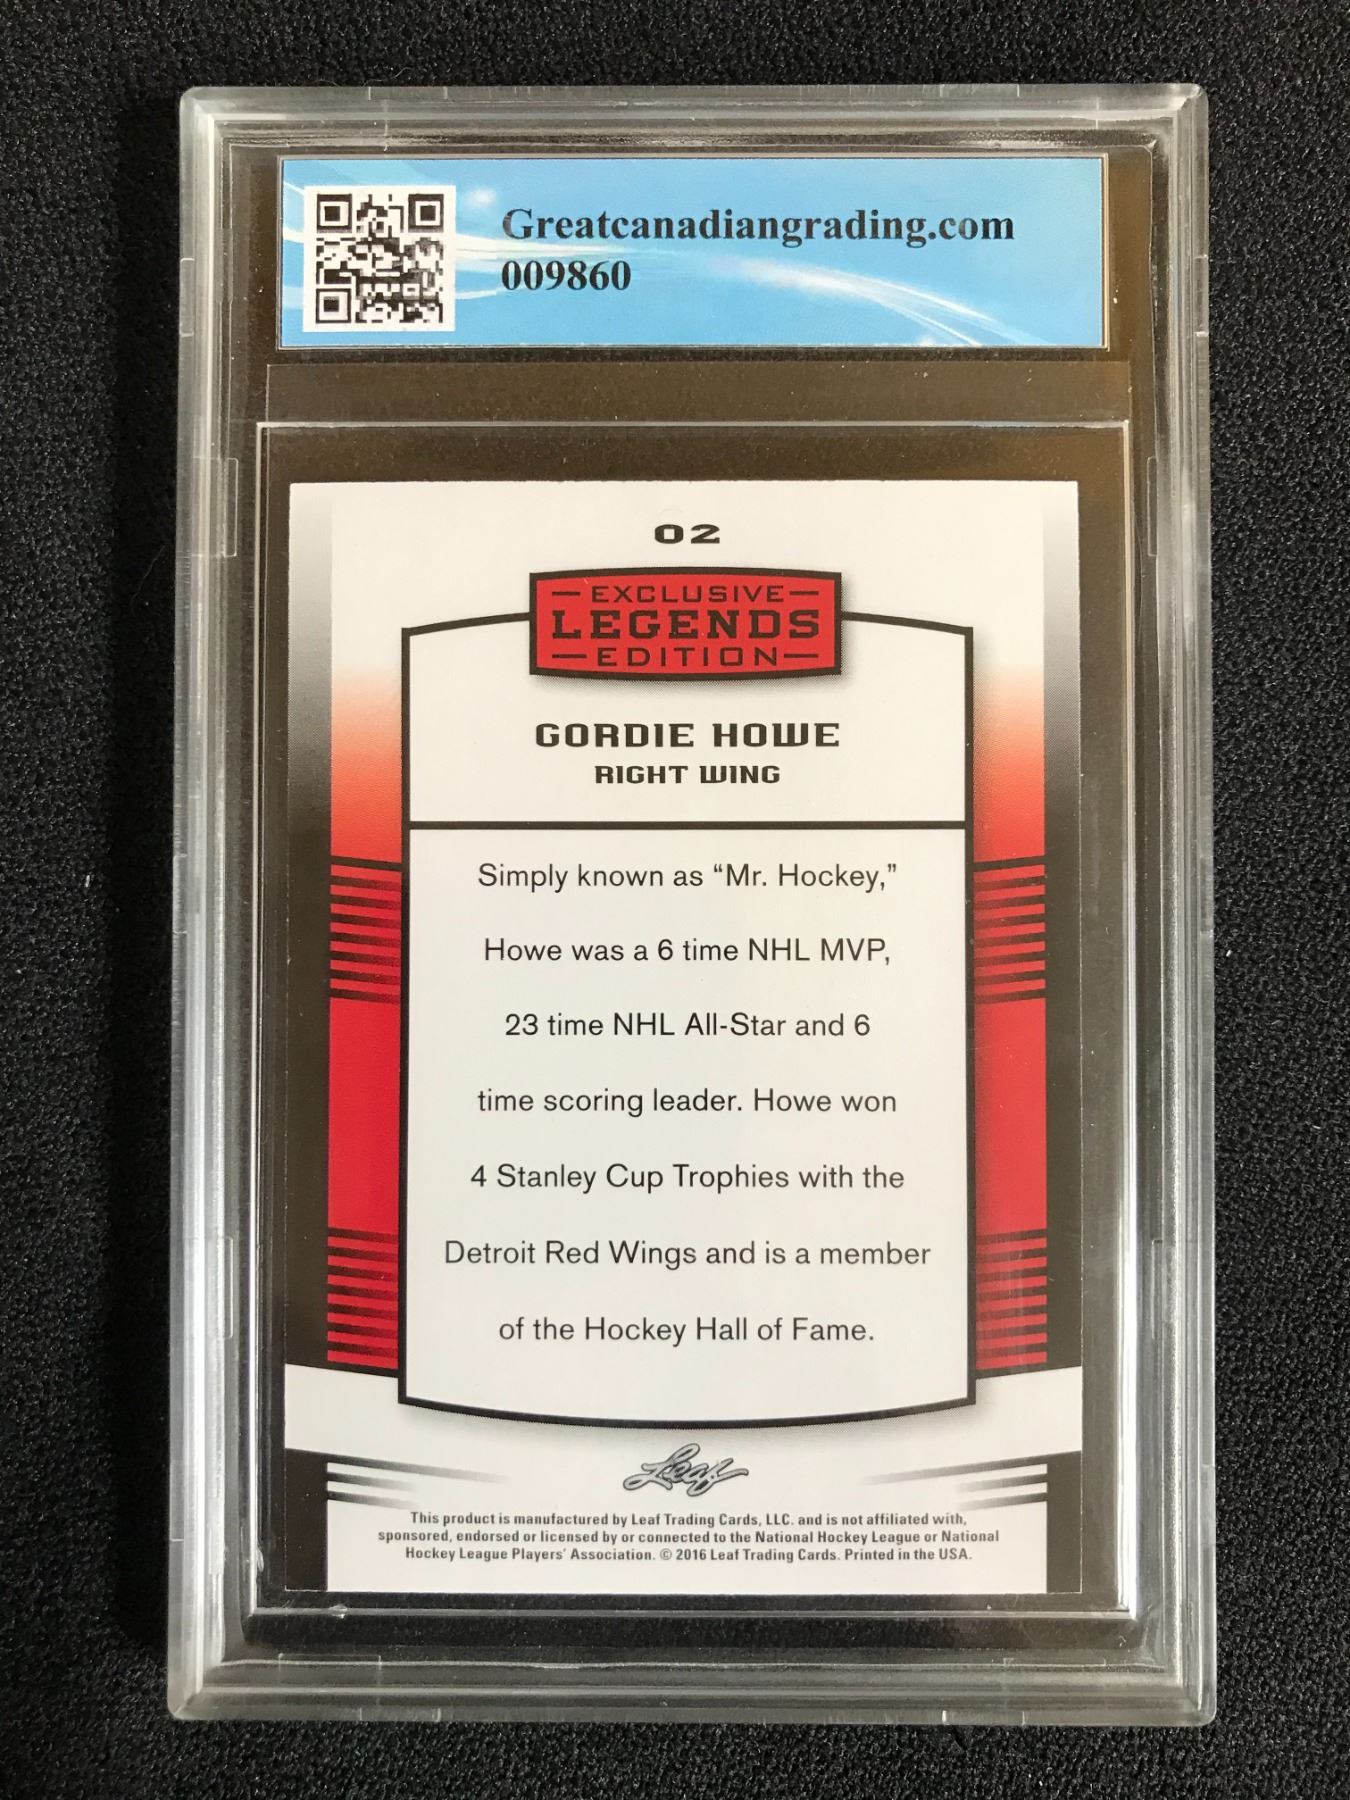 Greatcanadiangrading.com
009860
02
EXCLUSIVE
LEGENDS
EDITION
GORDIE HOWE
RIGHT WING
Simply known as “Mr. Hockey,”
Howe was a 6 time NHL MVP,
23 time NHL All-Star and 6
time scoring leader. Howe won
4 Stanley Cup Trophies with the
Detroit Red Wings and is a member
of the Hockey Hall of Fame.
Leaf
This product is manufactured by Leaf Trading Cards, LLC. and is not affiliated with,
sponsored, endorsed or licensed by or connected to the National Hockey League or National
Hockey League Players’ Association. © 2016 Leaf Trading Cards. Printed in the USA.